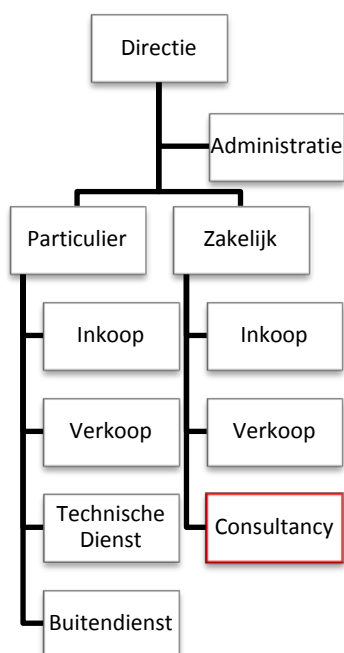 Directie
Administratie
Particulier
Zakelijk
Inkoop
Inkoop
Verkoop
Verkoop
Technische
Dienst
Consultancy
Buitendienst